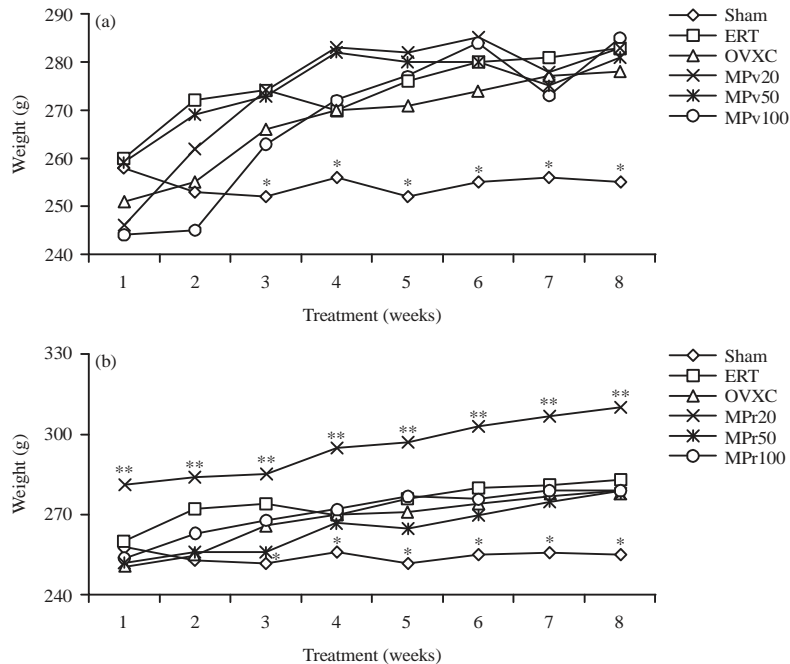 (a)
290
280
270
260
250
240
Weight (g)
* * * * * *
1 2 3 4 5 6 7 8
Treatment (weeks)
Sham
ERT
OVXC
MPv20
MPv50
MPv100
(b)
330
300
270
240
Weight (g)
** ** ** ** ** ** ** **
* * * * * *
1 2 3 4 5 6 7 8
Treatment (weeks)
Sham
ERT
OVXC
MPr20
MPr50
MPr100